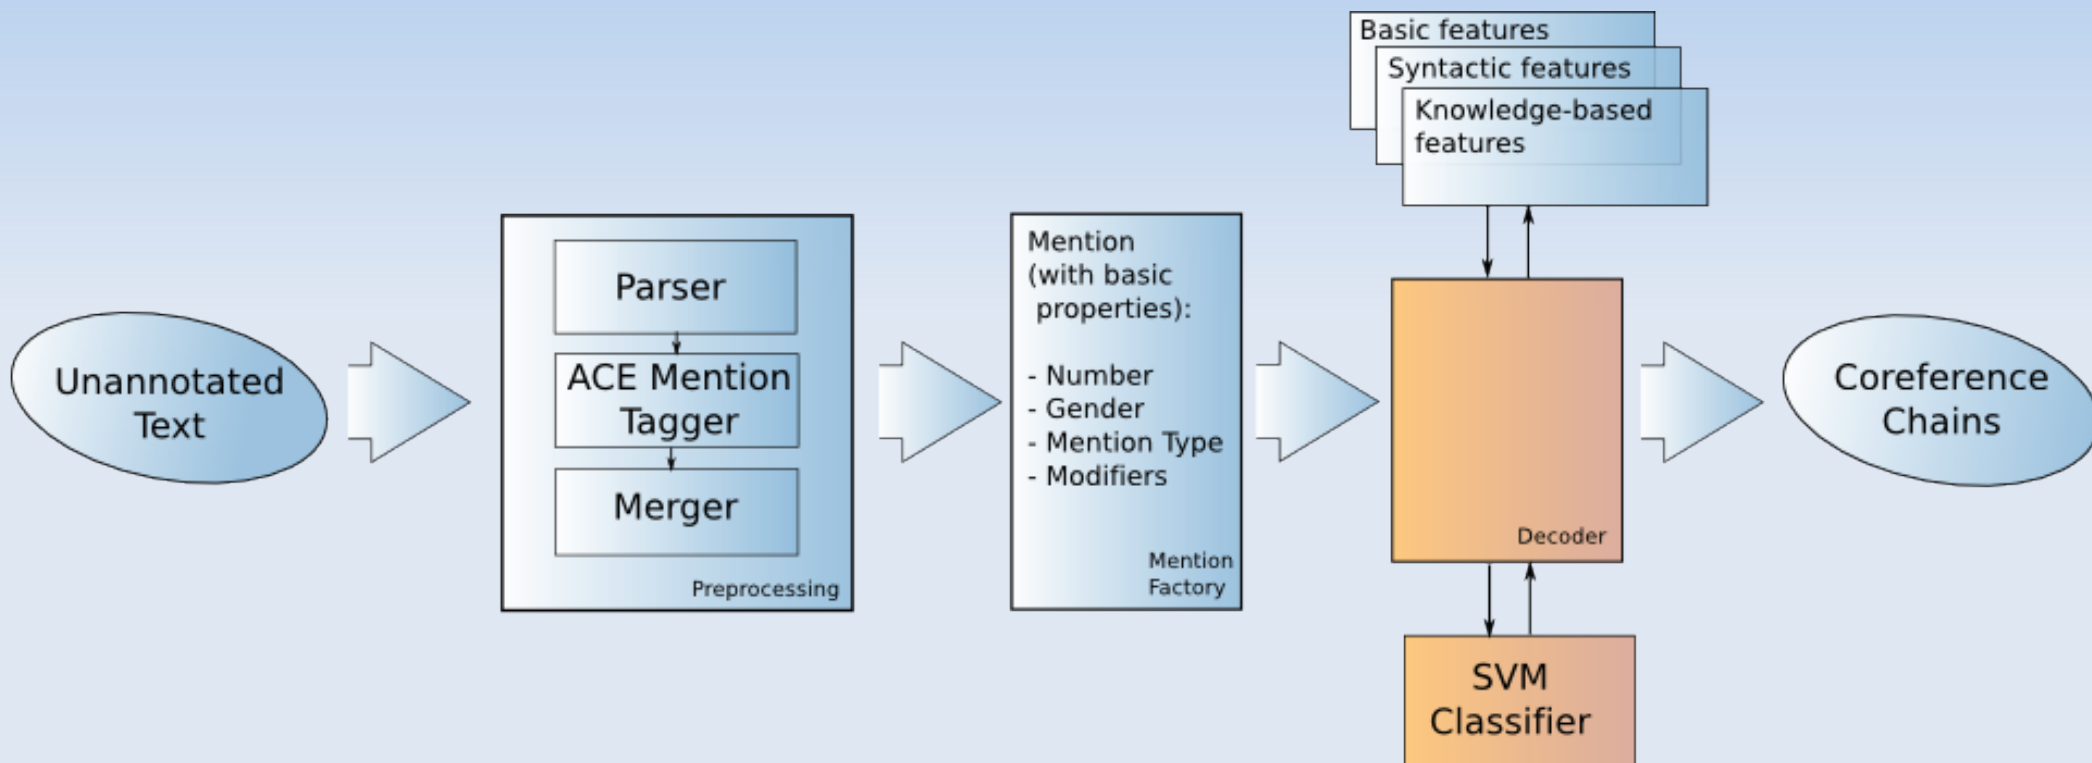 Unannotated
Text
Parser
ACE Mention
Tagger
Merger
Preprocessing
Mention
(with basic
properties):
- Number
- Gender
- Mention Type
- Modifiers
Mention
Factory
Basic features
Syntactic features
Knowledge-based
features
Decoder
SVM
Classifier
Coreference
Chains